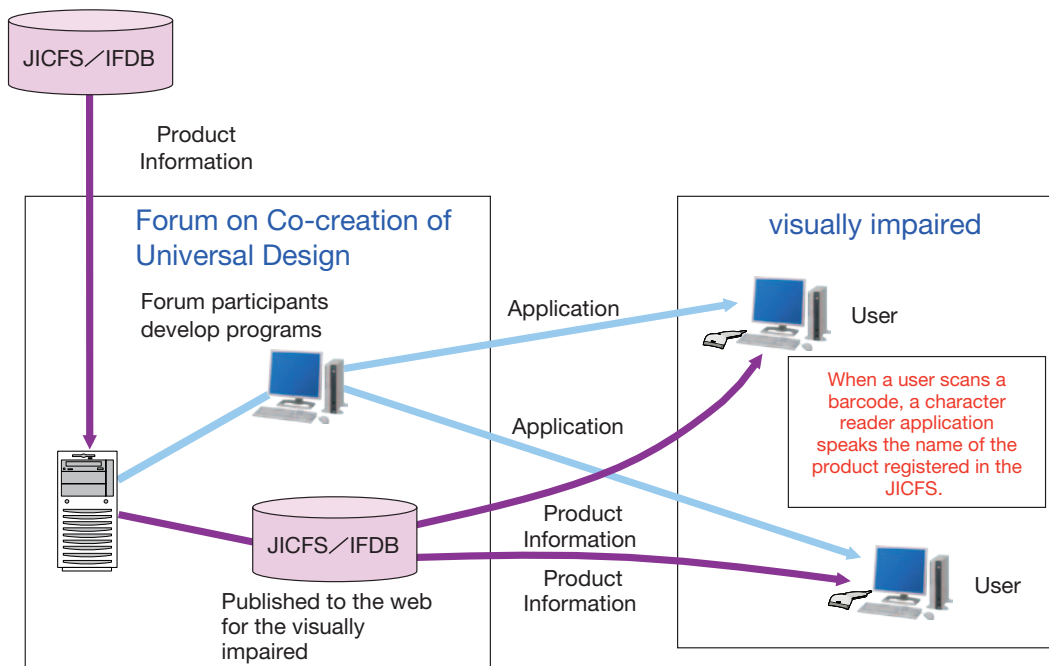 JICFS／IFDB
Product
Information
Forum on Co-creation of
Universal Design
Forum participants
develop programs
Application
Application
JICFS／IFDB
Published to the web
for the visually
impaired
Product
Information
Product
Information
visually impaired
User
When a user scans a
barcode, a character
reader application
speaks the name of the
product registered in the
JICFS.
User